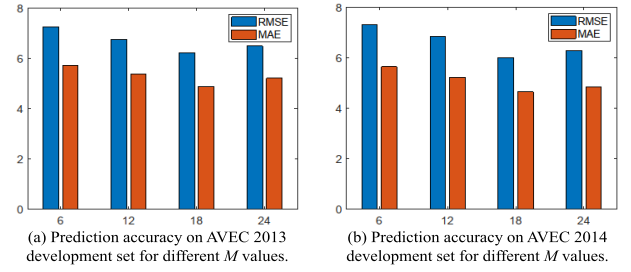 8
6
4
2
0
6 12 18 24
RMSE
MAE
(a) Prediction accuracy on AVEC 2013
development set for different M values.
8
6
4
2
0
6 12 18 24
RMSE
MAE
(b) Prediction accuracy on AVEC 2014
development set for different M values.